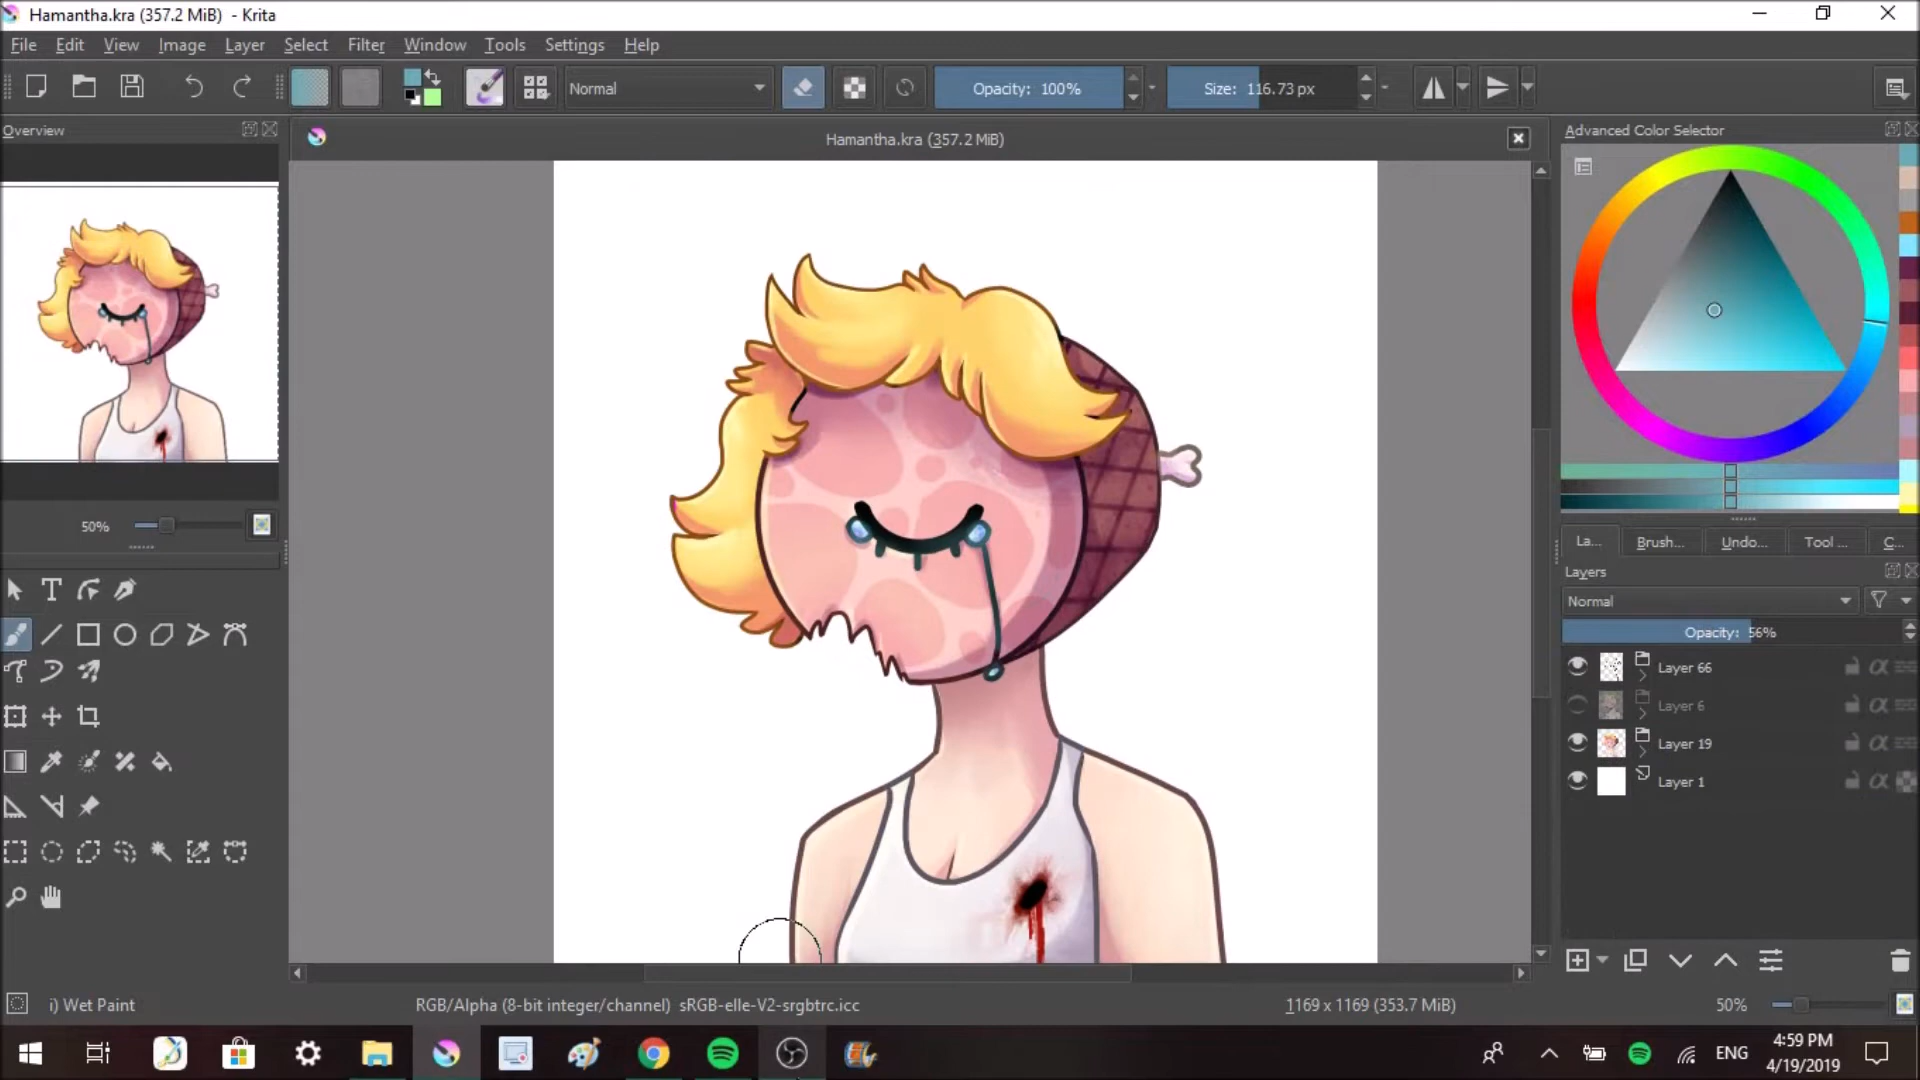 Hamantha.kra (357.2 MiB)  - Krita
File Edit View Image Layer Select Filter Window Tools Settings Help
Normal
Opacity: 100%
Size: 116.73 px
Overview
Hamantha.kra (357.2 MiB)
Advanced Color Selector
50%
La... Brush... Undo... Tool ... C...
Layers
Normal
Opacity: 56%
Layer 66
Layer 6
Layer 19
Layer 1
i) Wet Paint
RGB/Alpha (8-bit integer/channel)  sRGB-elle-V2-srgbtrc.icc
1169 x 1169 (353.7 MiB)
50%
ENG
4:59 PM
4/19/2019